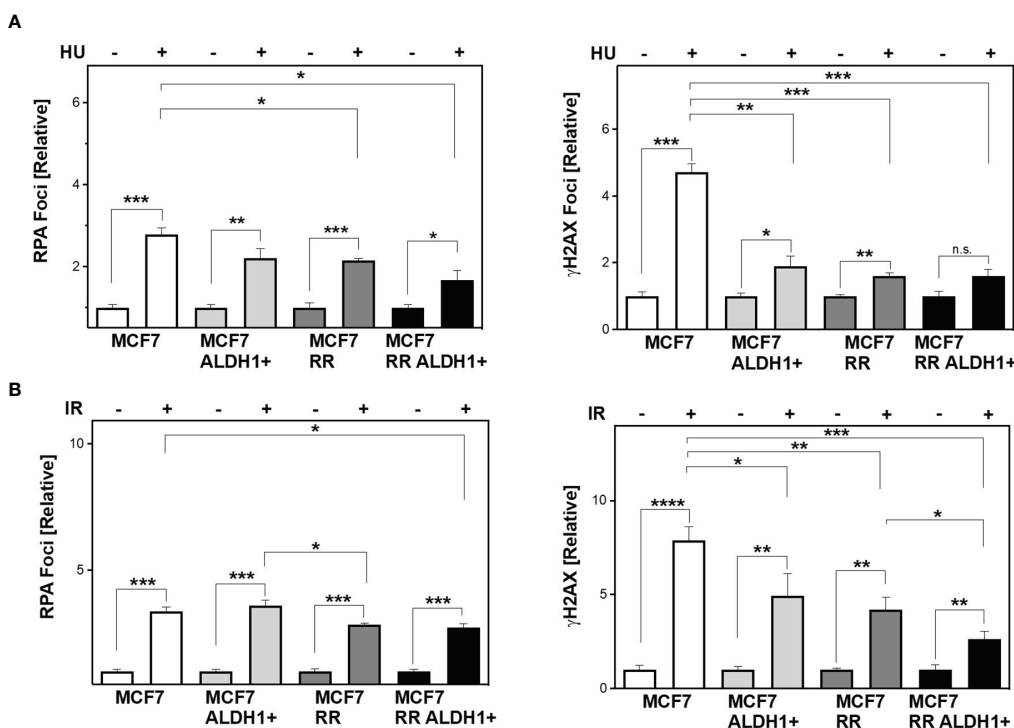 A
HU - + - + - + - +
RPA Foci [Relative]
6
4
2
*
*
***
**
***
*
MCF7 MCF7 MCF7 MCF7
ALDH1+ RR RR ALDH1+
HU - + - + - + - +
γH2AX Foci [Relative]
6
4
2
0
***
***
**
***
*
**
n.s.
MCF7 MCF7 MCF7 MCF7
ALDH1+ RR RR ALDH1+
B
IR - + - + - + - +
RPA Foci [Relative]
10
5
*
*
***
***
***
***
MCF7 MCF7 MCF7 MCF7
ALDH1+ RR RR ALDH1+
IR - + - + - + - +
γH2AX [Relative]
10
5
0
***
**
*
*
****
**
**
**
MCF7 MCF7 MCF7 MCF7
ALDH1+ RR RR ALDH1+